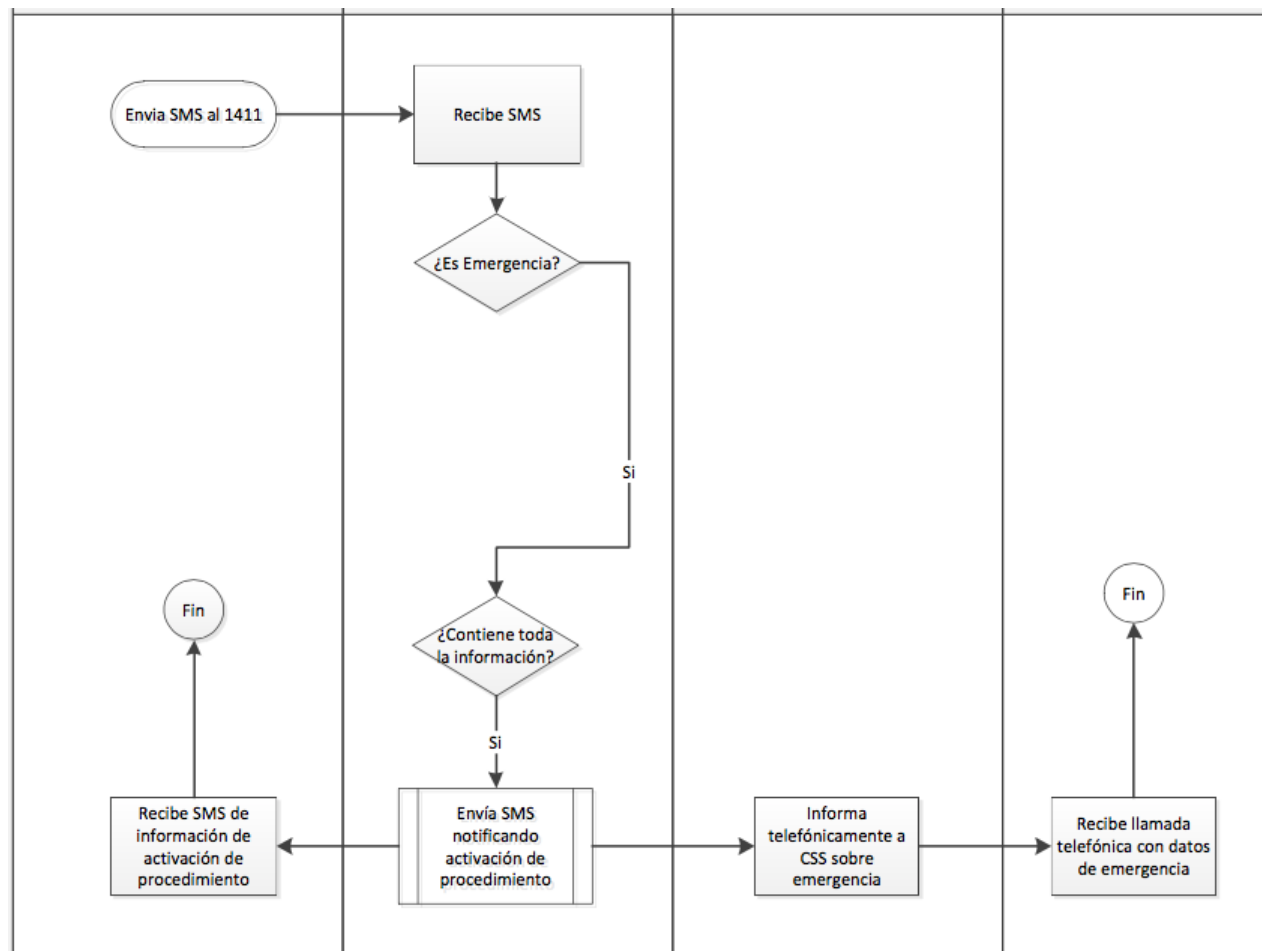 Envia SMS al 1411
Recibe SMS
¿Es Emergencia?
Si
¿Contiene toda
la información?
Si
Fin
Fin
Recibe SMS de
información de
activación de
procedimiento
Envía SMS
notificando
activación de
procedimiento
Informa
telefónicamente a
CSS sobre
emergencia
Recibe llamada
telefónica con datos
de emergencia